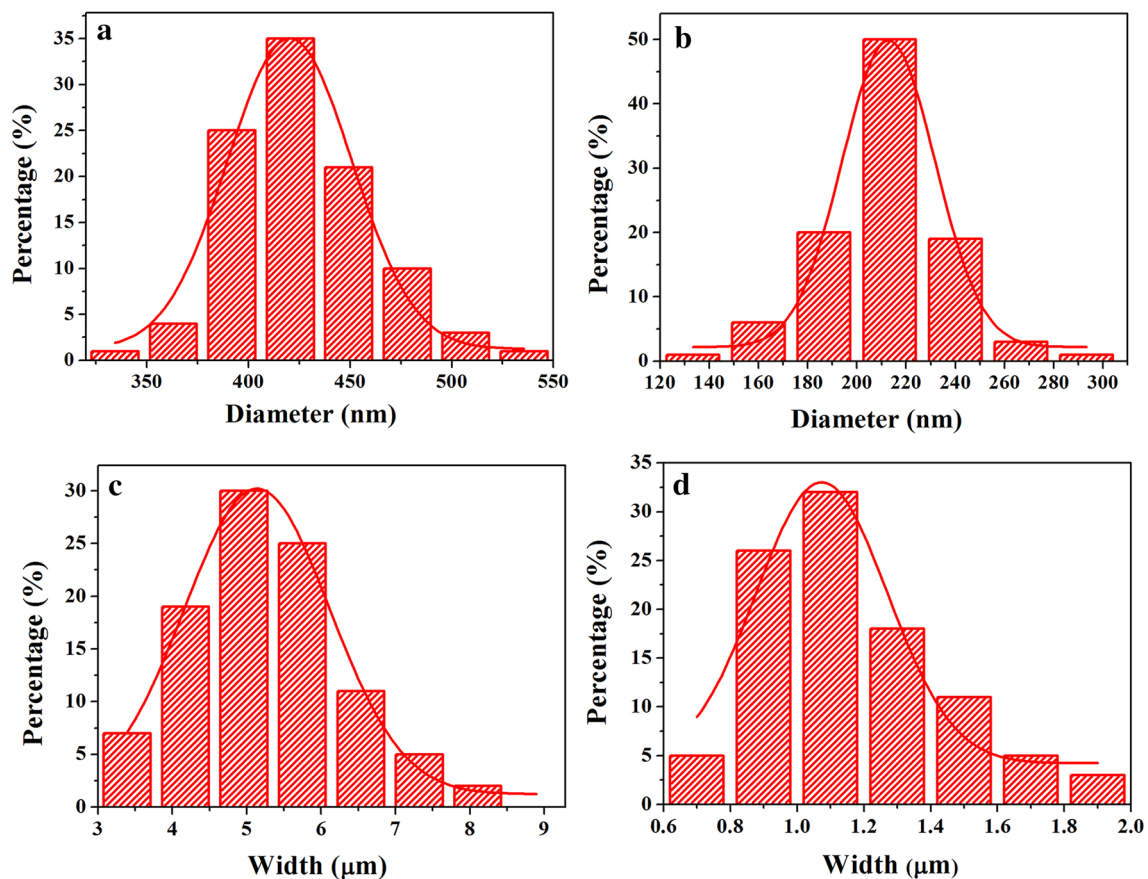 a
Percentage (%)
35
30
25
20
15
10
5
0
350 400 450 500 550
Diameter (nm)
b
Percentage (%)
50
40
30
20
10
0
120 140 160 180 200 220 240 260 280 300
Diameter (nm)
c
Percentage (%)
30
25
20
15
10
5
0
3 4 5 6 7 8 9
Width (μm)
d
Percentage (%)
35
30
25
20
15
10
5
0
0.6 0.8 1.0 1.2 1.4 1.6 1.8 2.0
Width (μm)